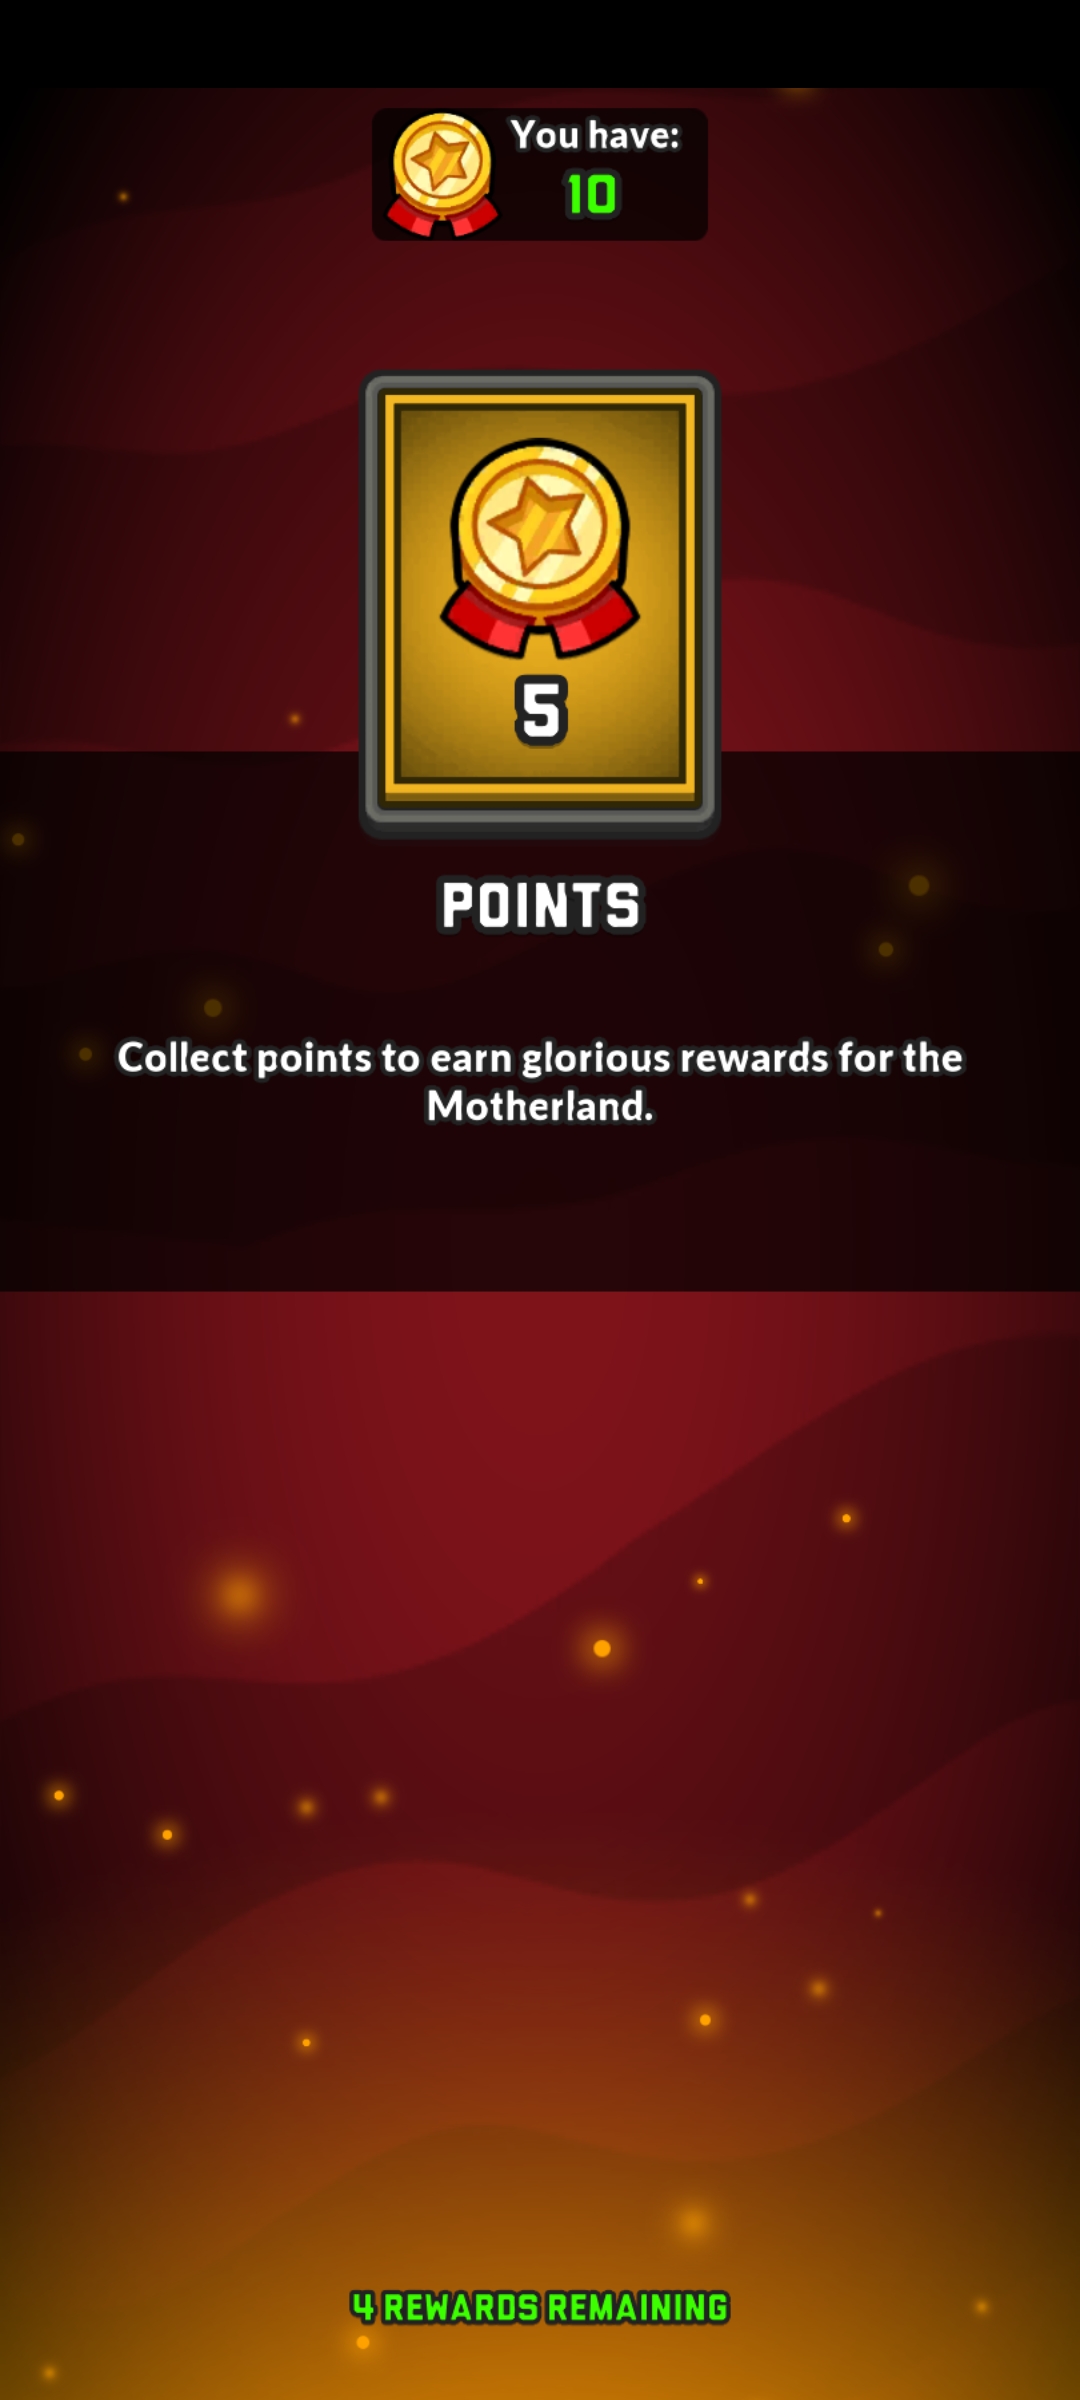 You have:
10
5
POINTS
Collect points to earn glorious rewards for the
Motherland.
4 REWARDS REMAINING